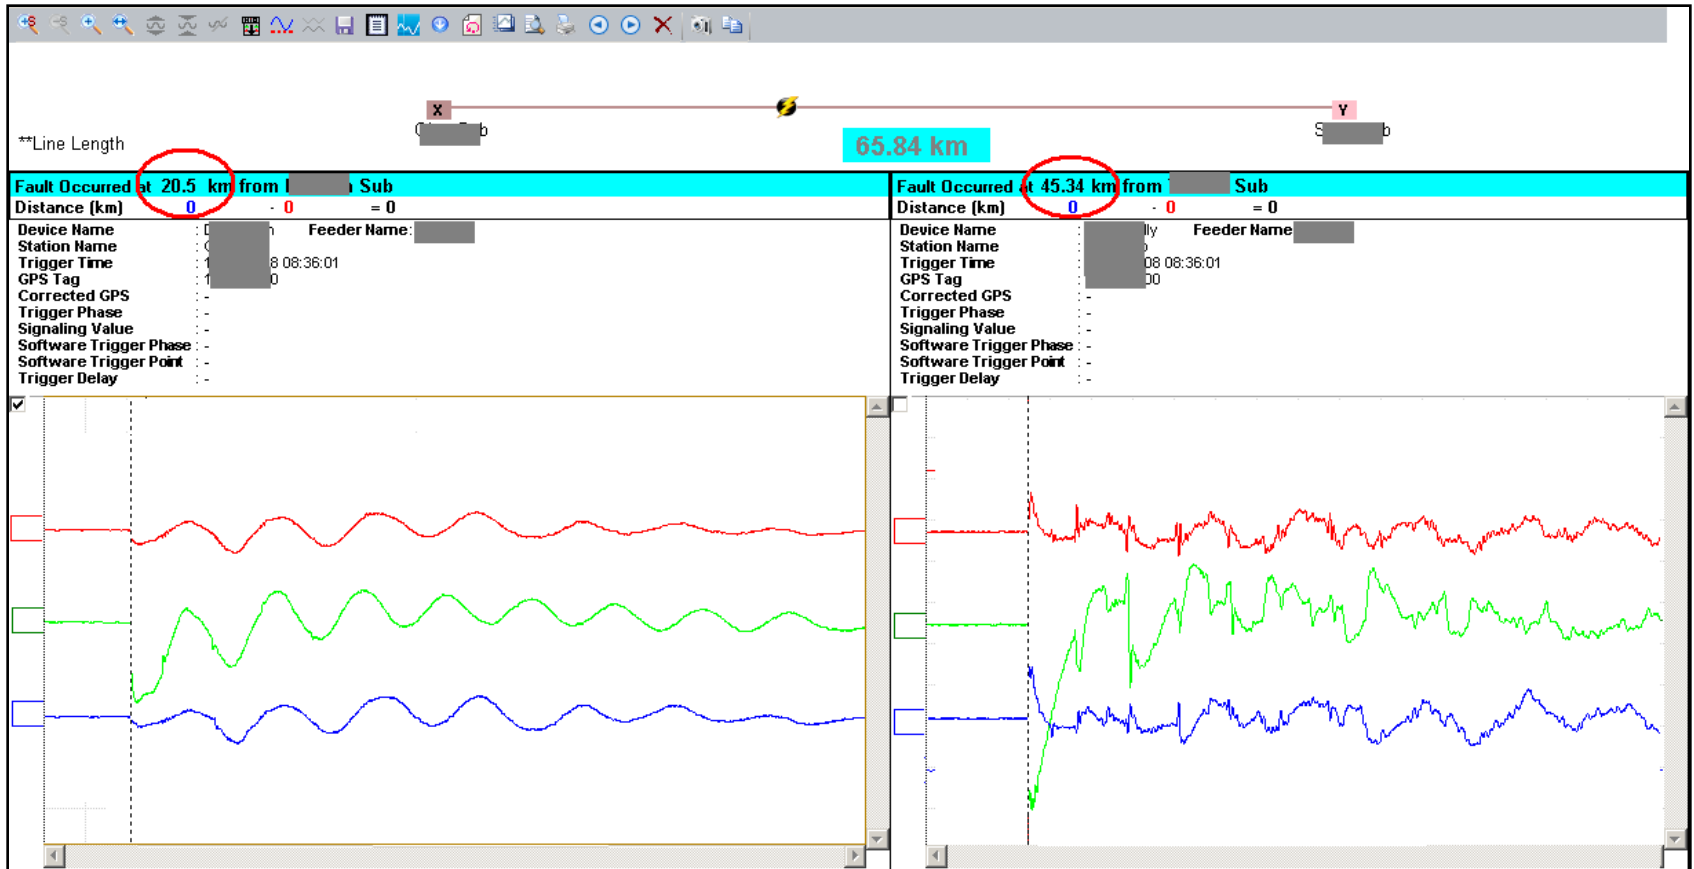 X
Y
**Line Length
65.84 km
Fault Occurred at 20.5 km from Sub
Distance (km) 0 - 0 = 0
Device Name : Feeder Name:
Station Name :
Trigger Time : 8 08:36:01
GPS Tag : 0
Corrected GPS : -
Trigger Phase : -
Signaling Value : -
Software Trigger Phase : -
Software Trigger Point : -
Trigger Delay : -
Fault Occurred at 45.34 km from Sub
Distance (km) 0 - 0 = 0
Device Name : lly Feeder Name
Station Name :
Trigger Time : 08 08:36:01
GPS Tag : 00
Corrected GPS : -
Trigger Phase : -
Signaling Value : -
Software Trigger Phase : -
Software Trigger Point : -
Trigger Delay : -